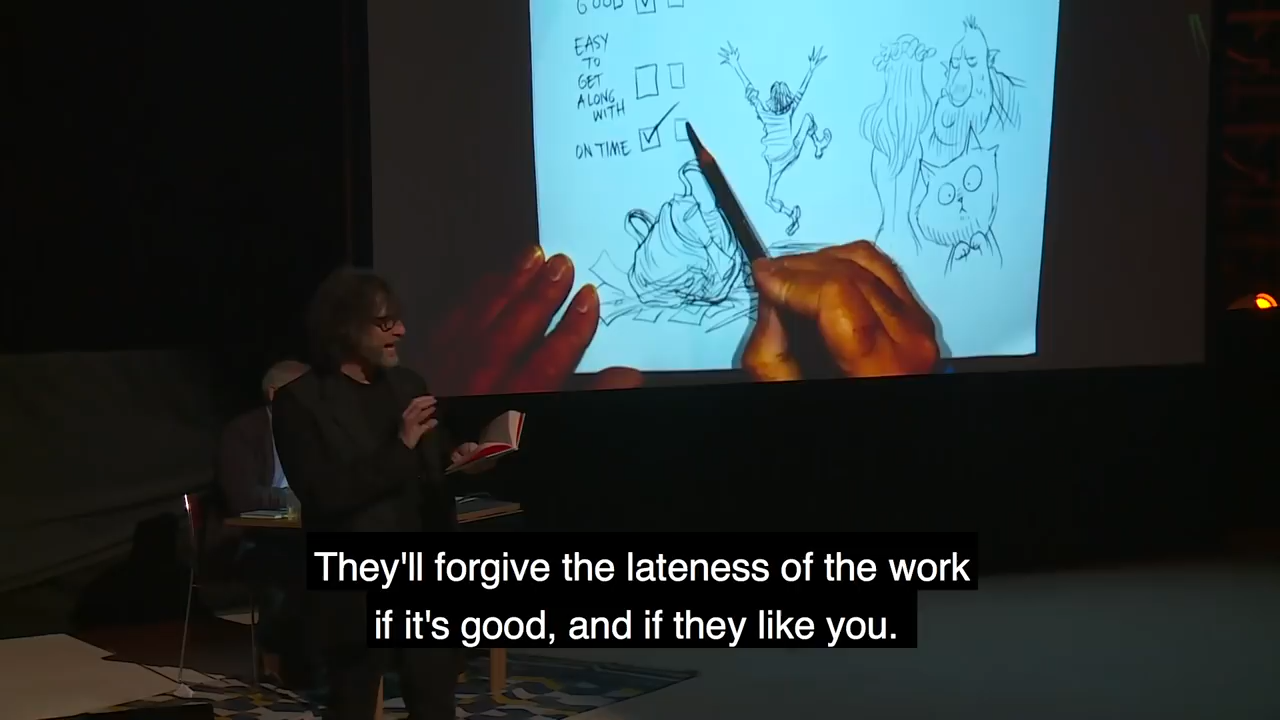 GOOD
EASY
TO
GET
ALONG
WITH
ON TIME
They'll forgive the lateness of the work
if it's good, and if they like you.